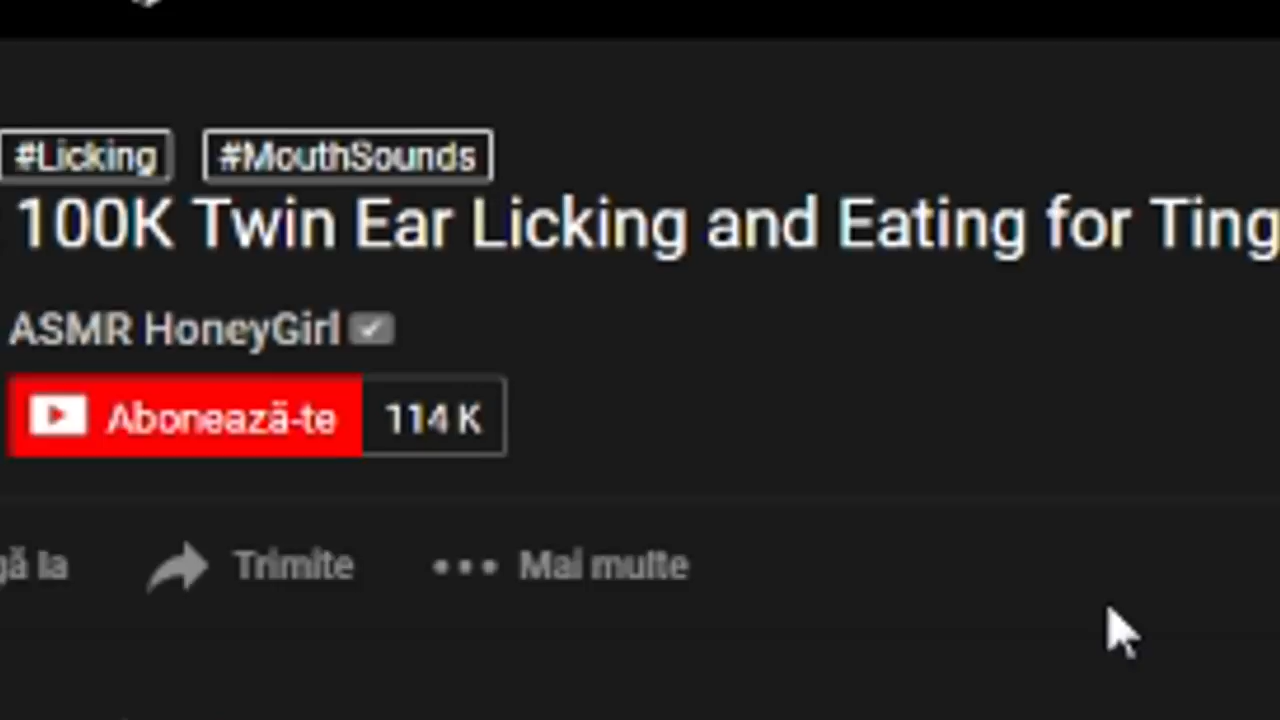 #Licking #MouthSounds
100K Twin Ear Licking and Eating for Ting
ASMR HoneyGirl
Abonează-te 114 K
gă la Trimite Mai multe